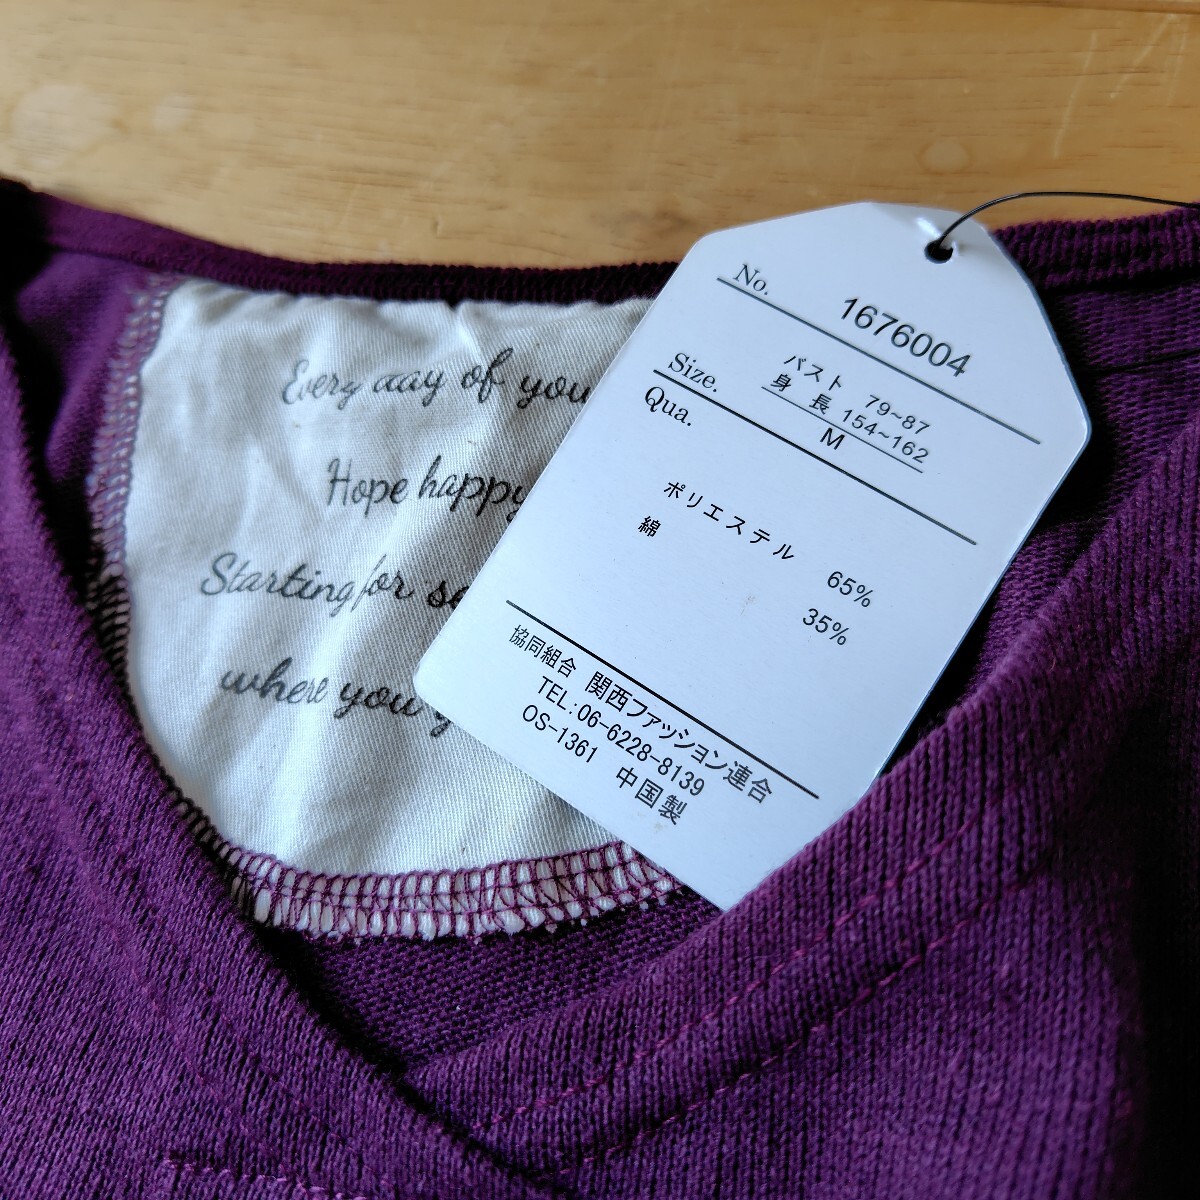 Every day of you
Hope happy
Starting for so
where you g
No. 1676004
Size. バスト 79~87
身長 154~162
M
Qua.
ポリエステル 65%
綿 35%
協同組合 関西ファッション連合
TEL:06-6228-8139
OS-1361 中国製